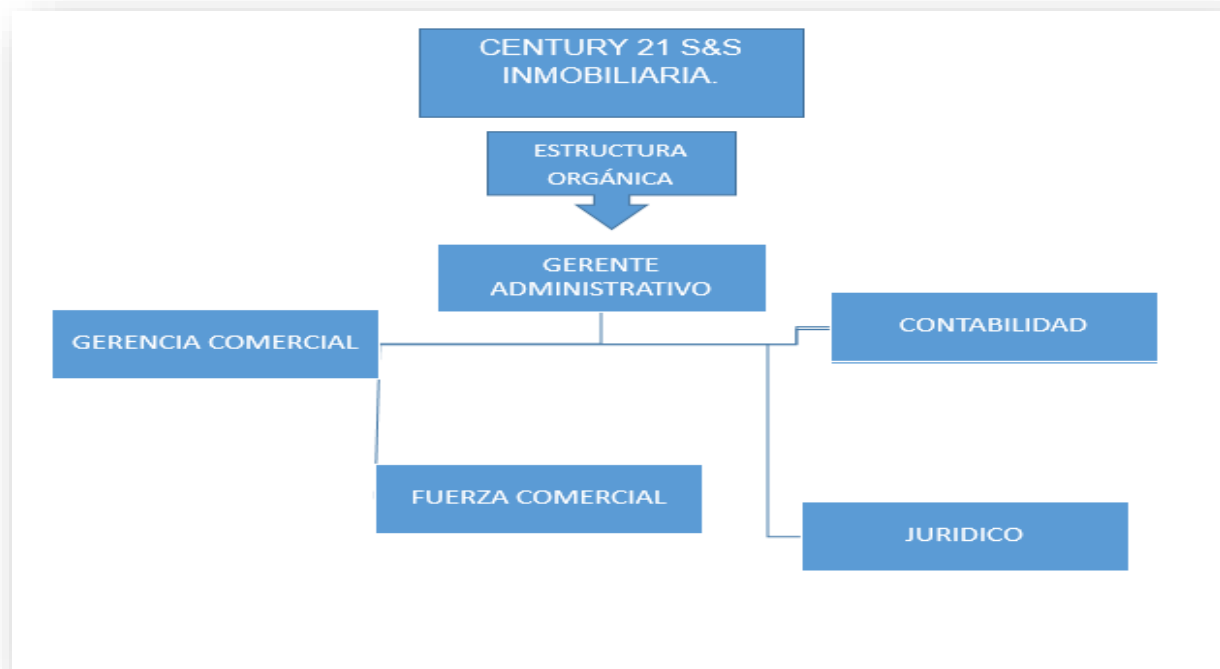 CENTURY 21 S&S
INMOBILIARIA.
ESTRUCTURA
ORGÁNICA
GERENTE
ADMINISTRATIVO
GERENCIA COMERCIAL
CONTABILIDAD
FUERZA COMERCIAL
JURIDICO